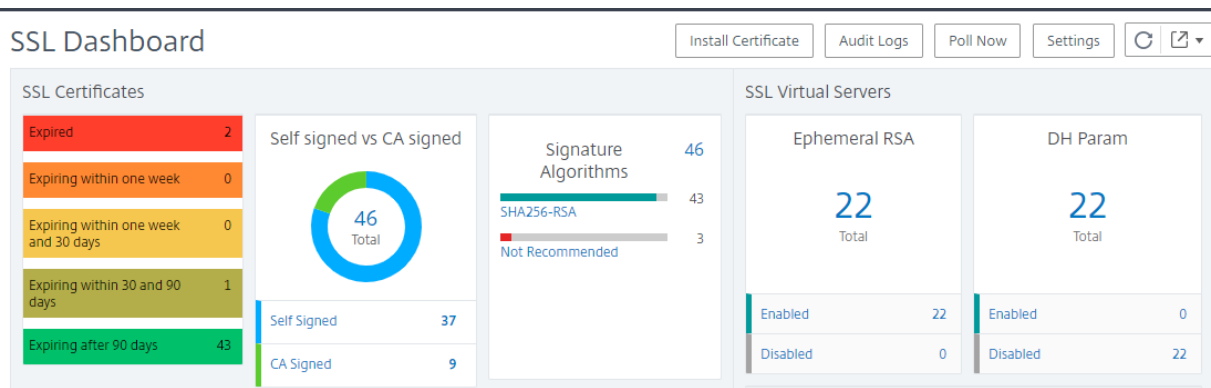 SSL Dashboard
Install Certificate
Audit Logs
Poll Now
Settings
SSL Certificates
Expired 2
Expiring within one week 0
Expiring within one week 0
and 30 days
Expiring within 30 and 90 1
days
Expiring after 90 days 43
Self signed vs CA signed
46
Total
Self Signed 37
CA Signed 9
Signature 46
Algorithms
43
SHA256-RSA
3
Not Recommended
SSL Virtual Servers
Ephemeral RSA
22
Total
Enabled 22
Disabled 0
DH Param
22
Total
Enabled 0
Disabled 22